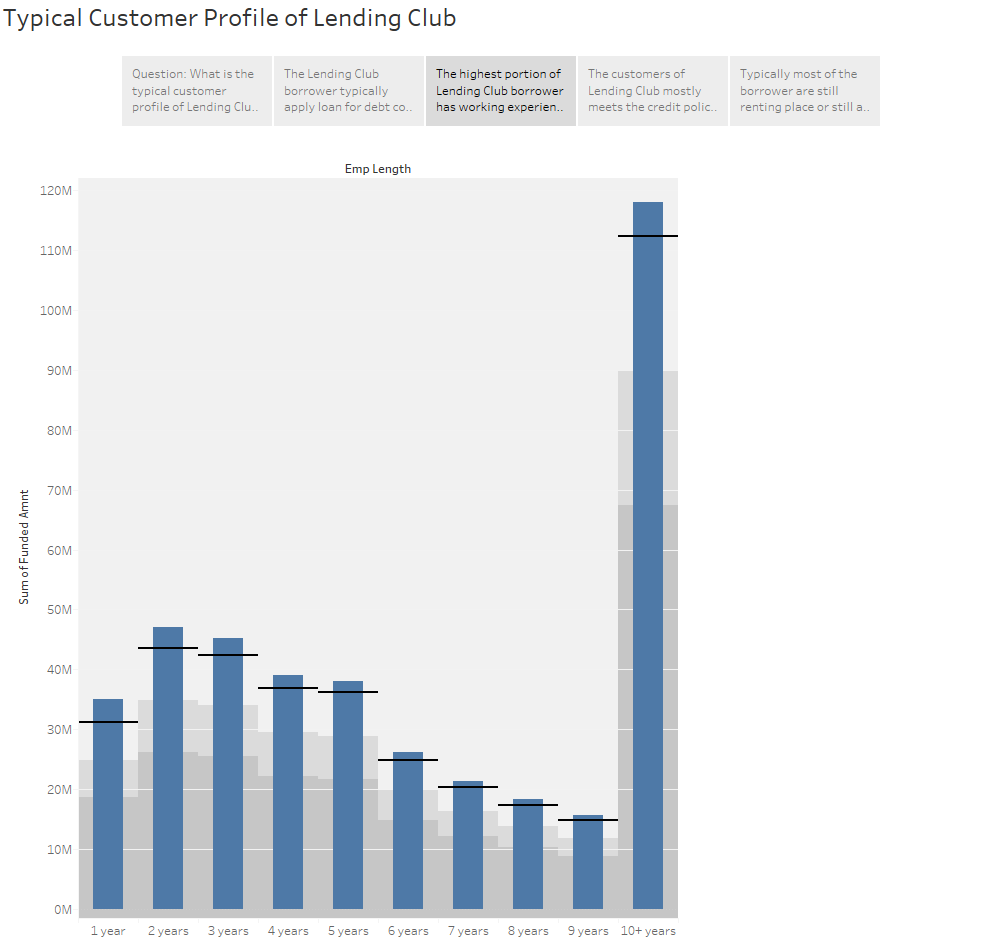 Typical Customer Profile of Lending Club
Question: What is the
typical customer
profile of Lending Clu..
The Lending Club
borrower typically
apply loan for debt co..
The highest portion of
Lending Club borrower
has working experien..
The customers of
Lending Club mostly
meets the credit polic..
Typically most of the
borrower are still
renting place or still a..
Emp Length
120M
110M
100M
90M
80M
70M
60M
50M
40M
30M
20M
10M
0M
Sum of Funded Amnt
1 year
2 years
3 years
4 years
5 years
6 years
7 years
8 years
9 years
10+ years